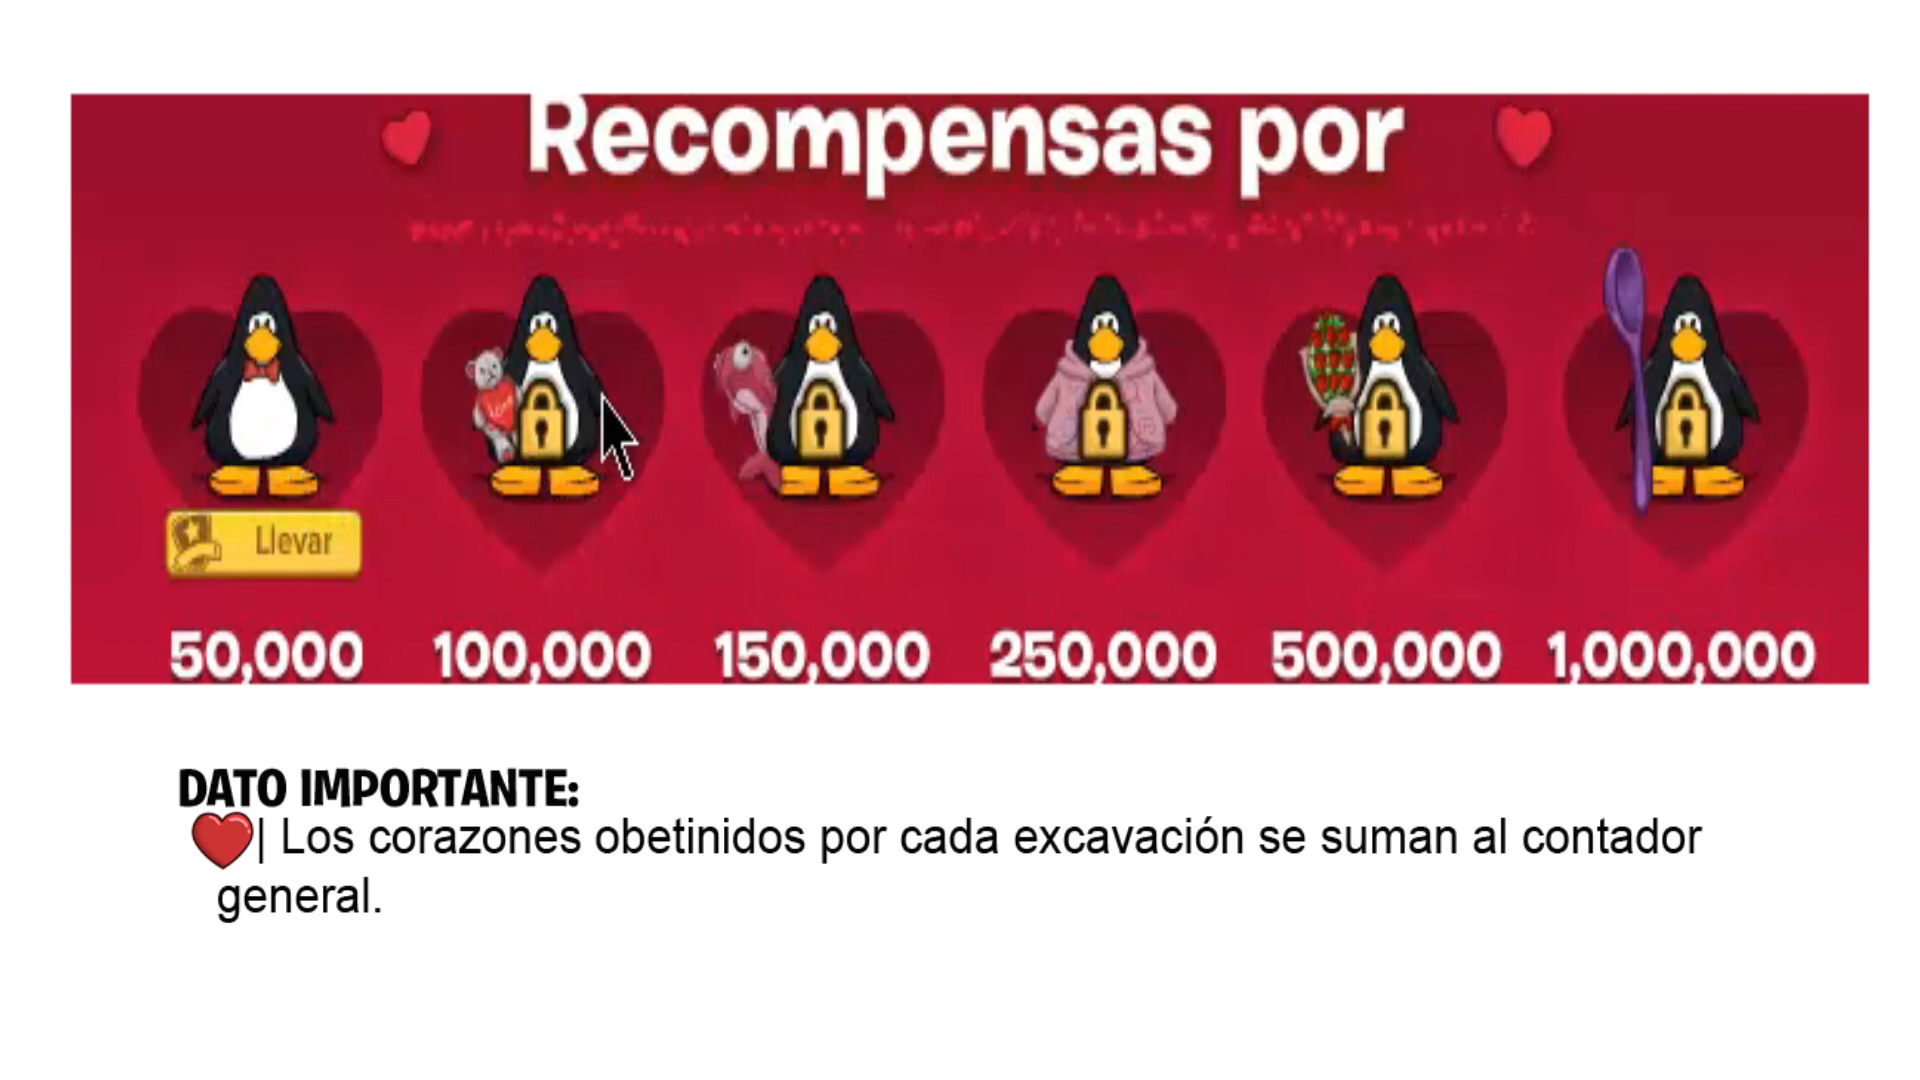 Recompensas por
Llevar
50,000 100,000 150,000 250,000 500,000 1,000,000
DATO IMPORTANTE:
❤️| Los corazones obetinidos por cada excavación se suman al contador
general.